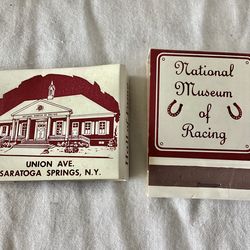 UNION AVE.
SARATOGA SPRINGS, N.Y.
National
Museum
of
Racing